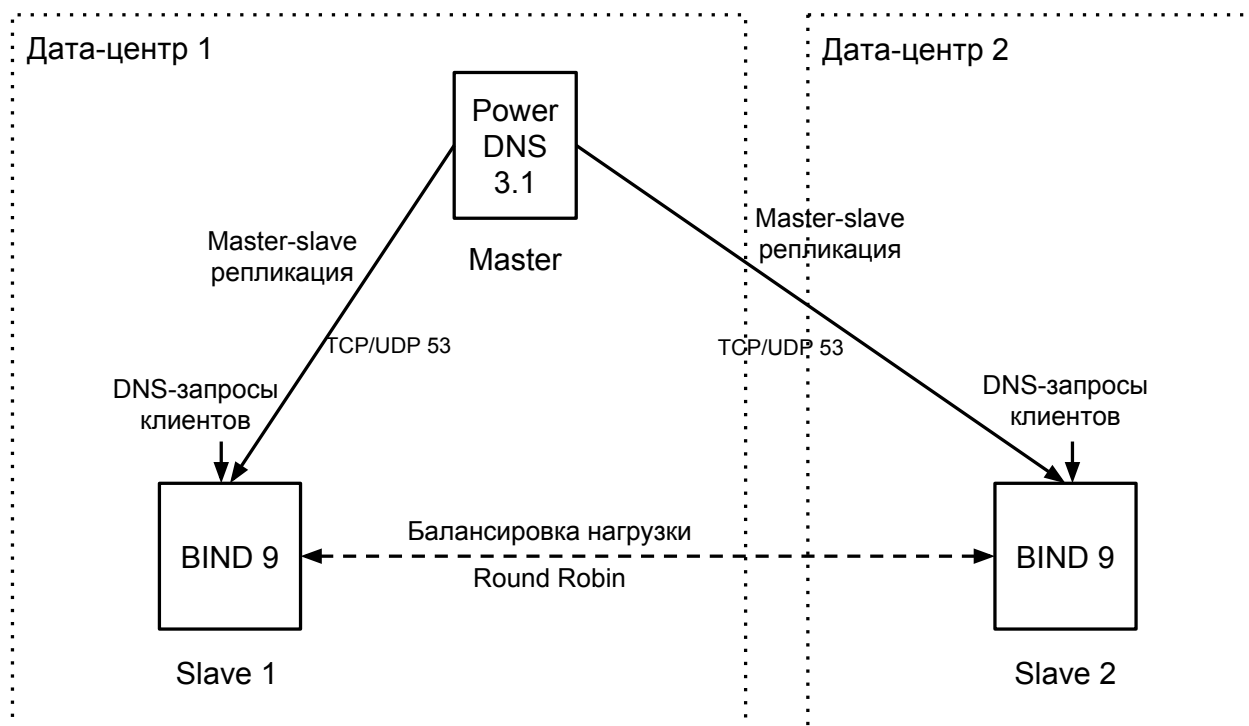 Дата-центр 1
Дата-центр 2
Power
DNS
3.1
Master
Master-slave
репликация
Master-slave
репликация
TCP/UDP 53
TCP/UDP 53
DNS-запросы
клиентов
DNS-запросы
клиентов
BIND 9
Балансировка нагрузки
Round Robin
BIND 9
Slave 1
Slave 2